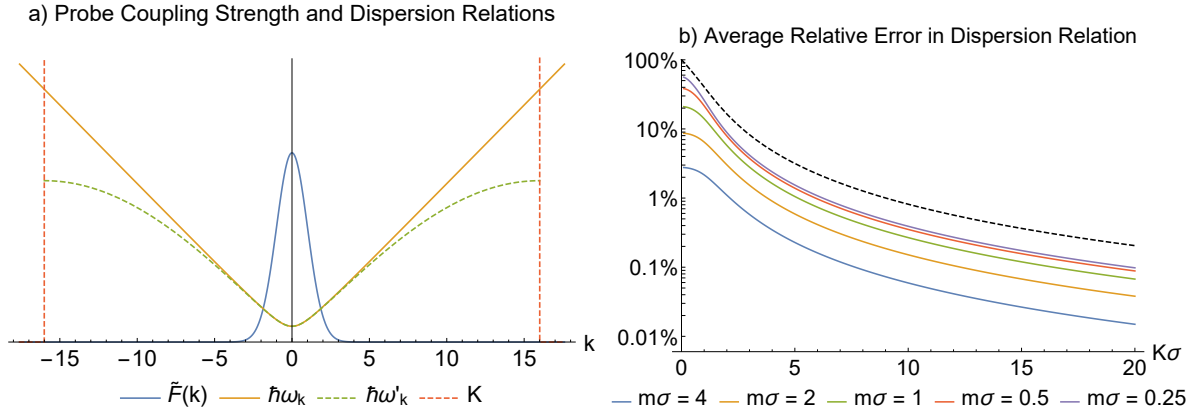 a) Probe Coupling Strength and Dispersion Relations
−15 −10 −5 0 5 10 15 k
F̃(k) ħωₖ ħω'ₖ K
b) Average Relative Error in Dispersion Relation
100%
10%
1%
0.1%
0.01%
0 5 10 15 20
Kσ
mσ = 4 mσ = 2 mσ = 1 mσ = 0.5 mσ = 0.25